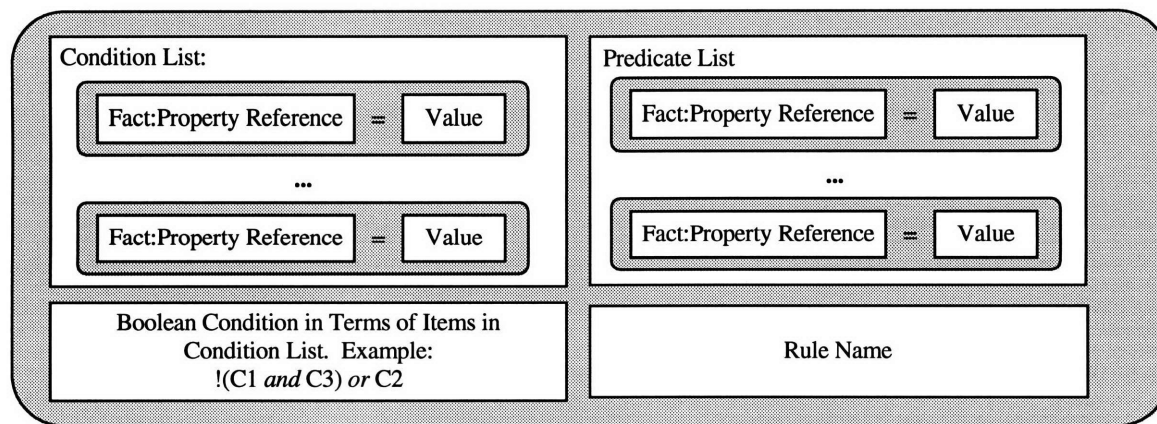 Condition List:
Fact:Property Reference = Value
...
Fact:Property Reference = Value
Predicate List
Fact:Property Reference = Value
...
Fact:Property Reference = Value
Boolean Condition in Terms of Items in
Condition List. Example:
!(C1 and C3) or C2
Rule Name